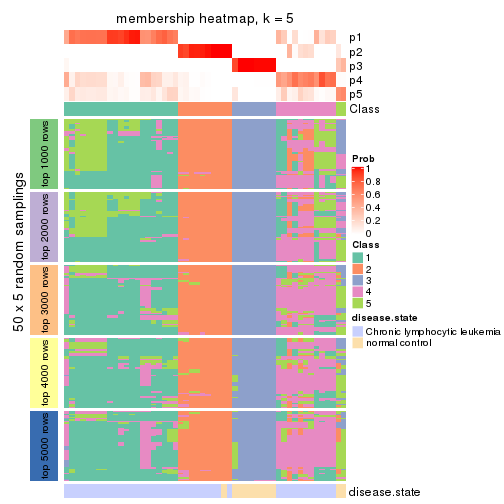 membership heatmap, k = 5
p1
p2
p3
p4
p5
Class
50 x 5 random samplings
top 1000 rows
top 2000 rows
top 3000 rows
top 4000 rows
top 5000 rows
disease.state
Prob
1
0.8
0.6
0.4
0.2
0
Class
1
2
3
4
5
disease.state
Chronic lymphocytic leukemia
normal control